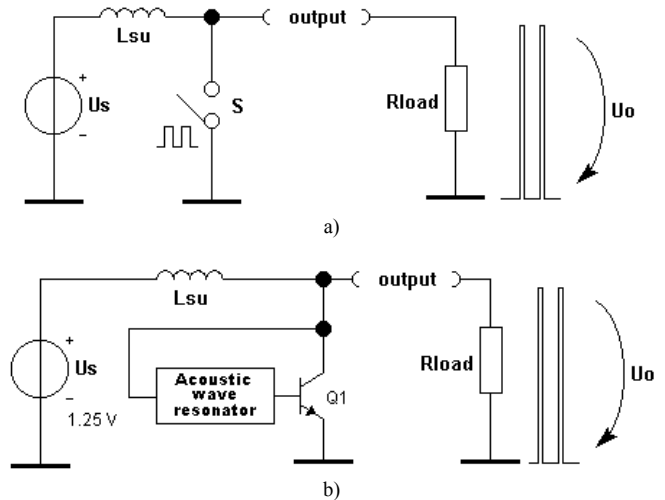 output
Lsu
+
Us
−
S
Rload
Uo
a)
output
Lsu
+
Us
−
1.25 V
Acoustic
wave
resonator
Q1
Rload
Uo
b)